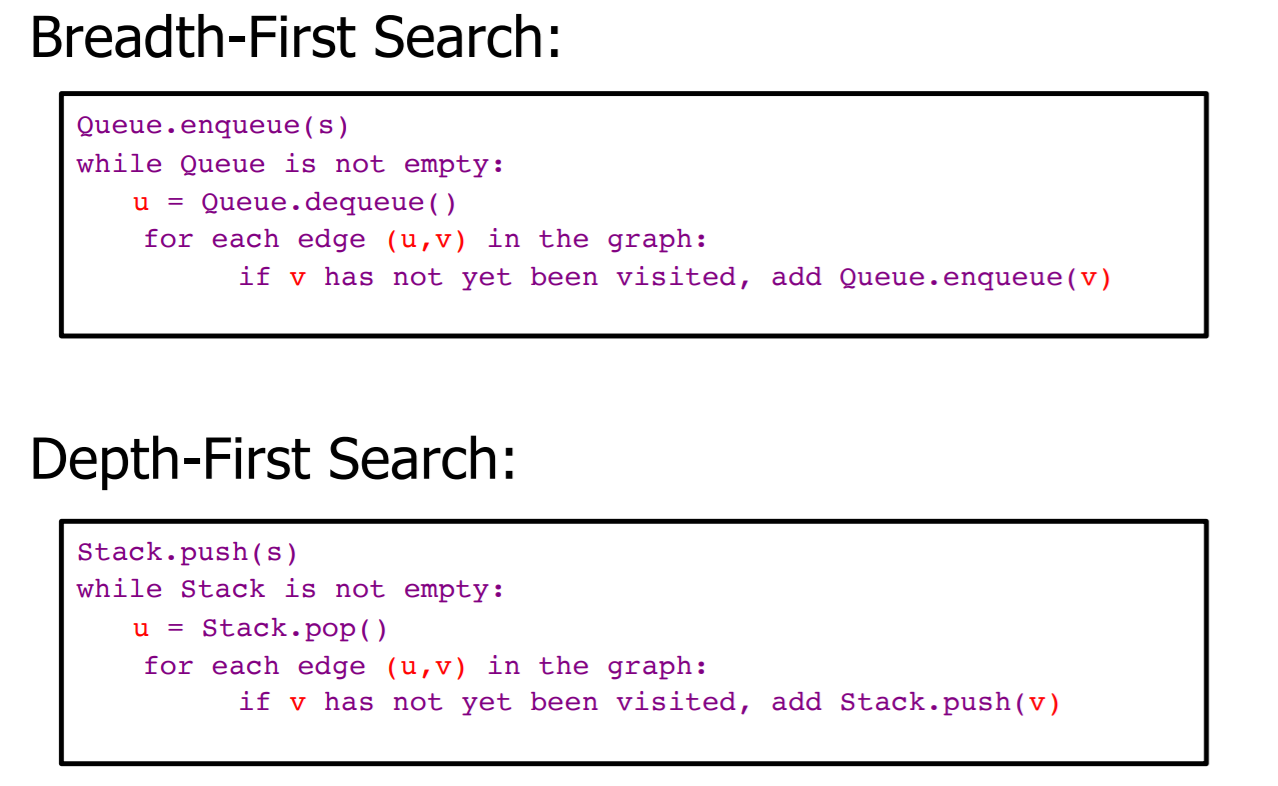 Breadth-First Search:
Queue.enqueue(s)
while Queue is not empty:
u = Queue.dequeue()
for each edge (u,v) in the graph:
if v has not yet been visited, add Queue.enqueue(v)
Depth-First Search:
Stack.push(s)
while Stack is not empty:
u = Stack.pop()
for each edge (u,v) in the graph:
if v has not yet been visited, add Stack.push(v)